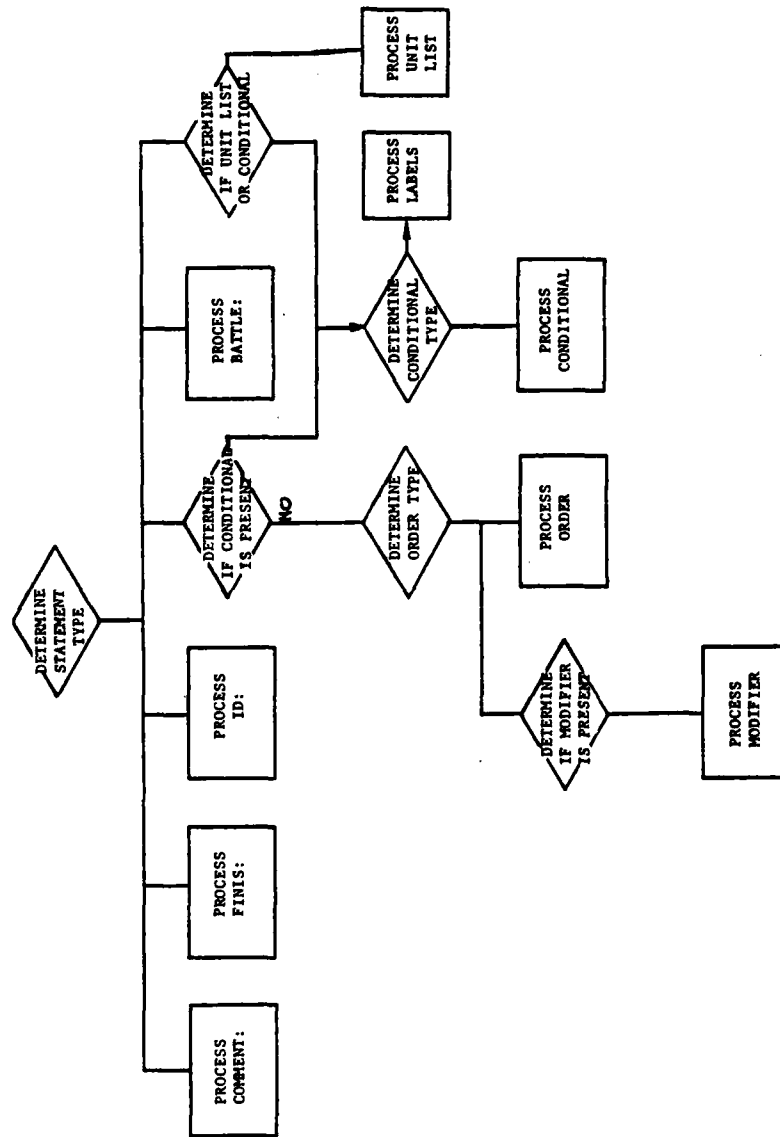 DETERMINE
STATEMENT
TYPE
PROCESS
COMMENT:
PROCESS
FINIS:
PROCESS
ID:
DETERMINE
IF CONDITIONAL
IS PRESENT
NO
PROCESS
BATTLE:
DETERMINE
IF UNIT LIST
OR CONDITIONAL
DETERMINE
ORDER TYPE
DETERMINE
CONDITIONAL
TYPE
PROCESS
LABELS
PROCESS
UNIT
LIST
DETERMINE
IF MODIFIER
IS PRESENT
PROCESS
ORDER
PROCESS
CONDITIONAL
PROCESS
MODIFIER